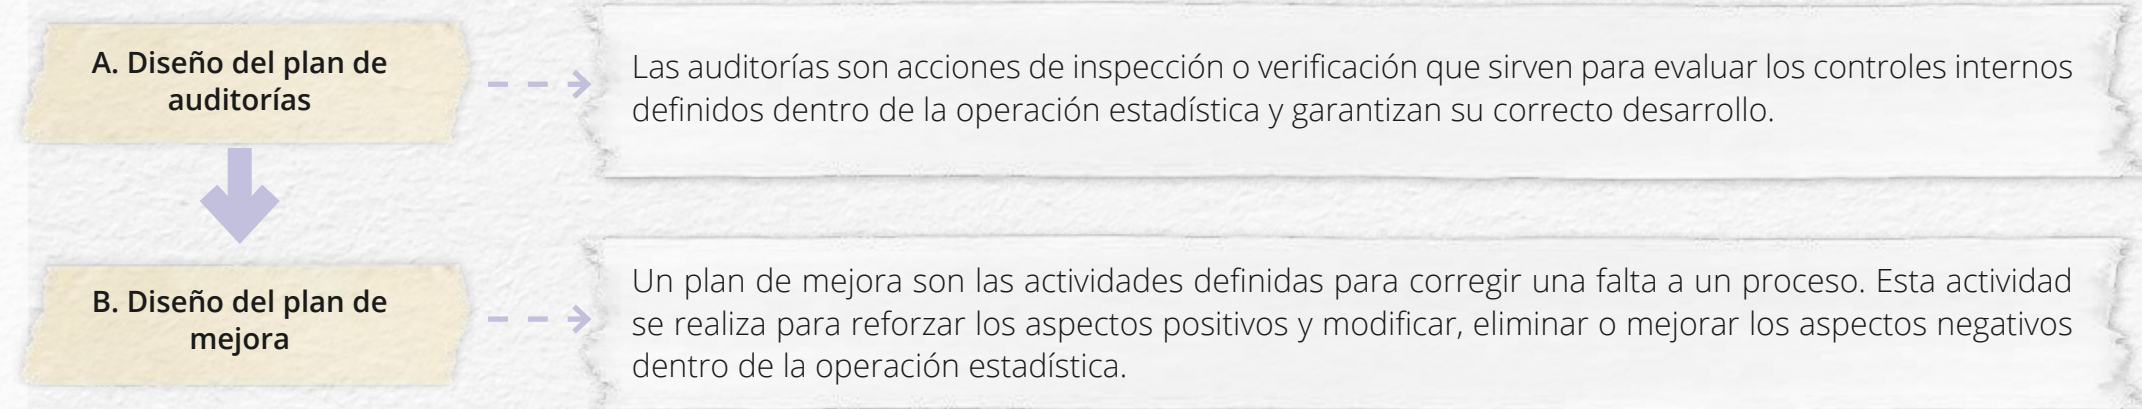 A. Diseño del plan de
auditorías
Las auditorías son acciones de inspección o verificación que sirven para evaluar los controles internos
definidos dentro de la operación estadística y garantizan su correcto desarrollo.
B. Diseño del plan de
mejora
Un plan de mejora son las actividades definidas para corregir una falta a un proceso. Esta actividad
se realiza para reforzar los aspectos positivos y modificar, eliminar o mejorar los aspectos negativos
dentro de la operación estadística.